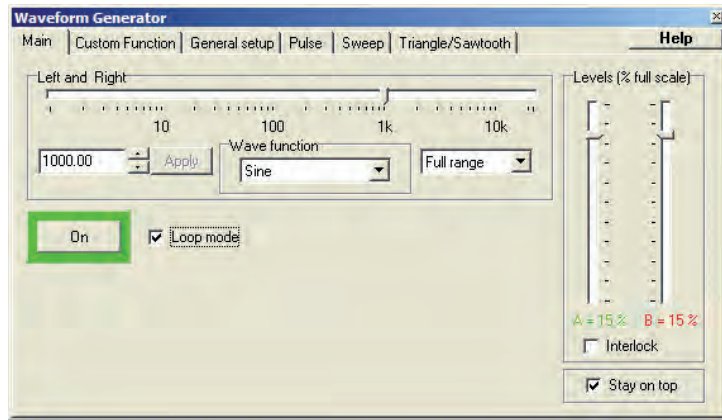 Waveform Generator
Main Custom Function General setup Pulse Sweep Triangle/Sawtooth Help
Left and Right
10 100 1k 10k
1000.00 Apply
Wave function
Sine
Full range
On
Loop mode
Levels (% full scale)
A = 15 % B = 15 %
Interlock
Stay on top